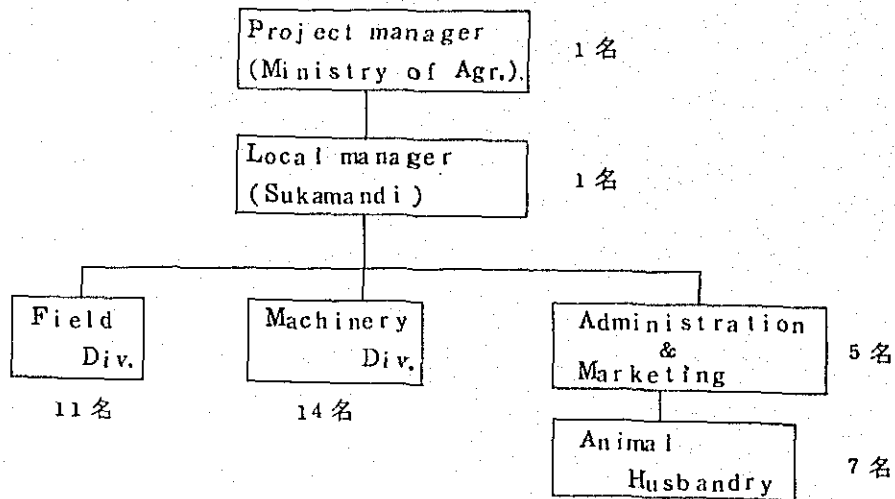 Project manager
(Ministry of Agr.).
1名
Local manager
(Sukamandi)
1名
Field
Div.
11名
Machinery
Div.
14名
Administration
&
Marketing
5名
Animal
Husbandry
7名